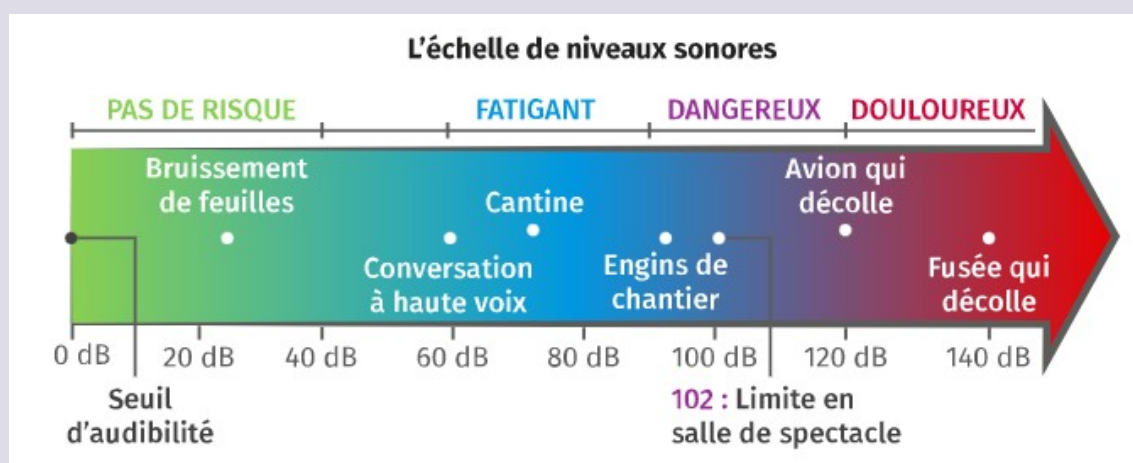 L'échelle de niveaux sonores
PAS DE RISQUE
FATIGANT
DANGEREUX
DOULOUREUX
Bruissement
de feuilles
Cantine
Avion qui
décolle
Conversation
à haute voix
Engins de
chantier
Fusée qui
décolle
0 dB
20 dB
40 dB
60 dB
80 dB
100 dB
120 dB
140 dB
Seuil
d'audibilité
102 : Limite en
salle de spectacle